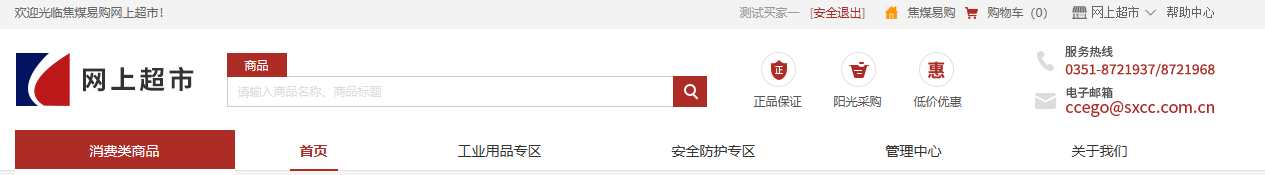 欢迎光临焦煤易购网上超市!
测试买家一 [安全退出] 焦煤易购 购物车 (0) 网上超市 帮助中心
网上超市
商品
请输入商品名称、商品标题
正
惠
正品保证 阳光采购 低价优惠
服务热线
0351-8721937/8721968
电子邮箱
ccego@sxcc.com.cn
消费类商品 首页 工业用品专区 安全防护专区 管理中心 关于我们